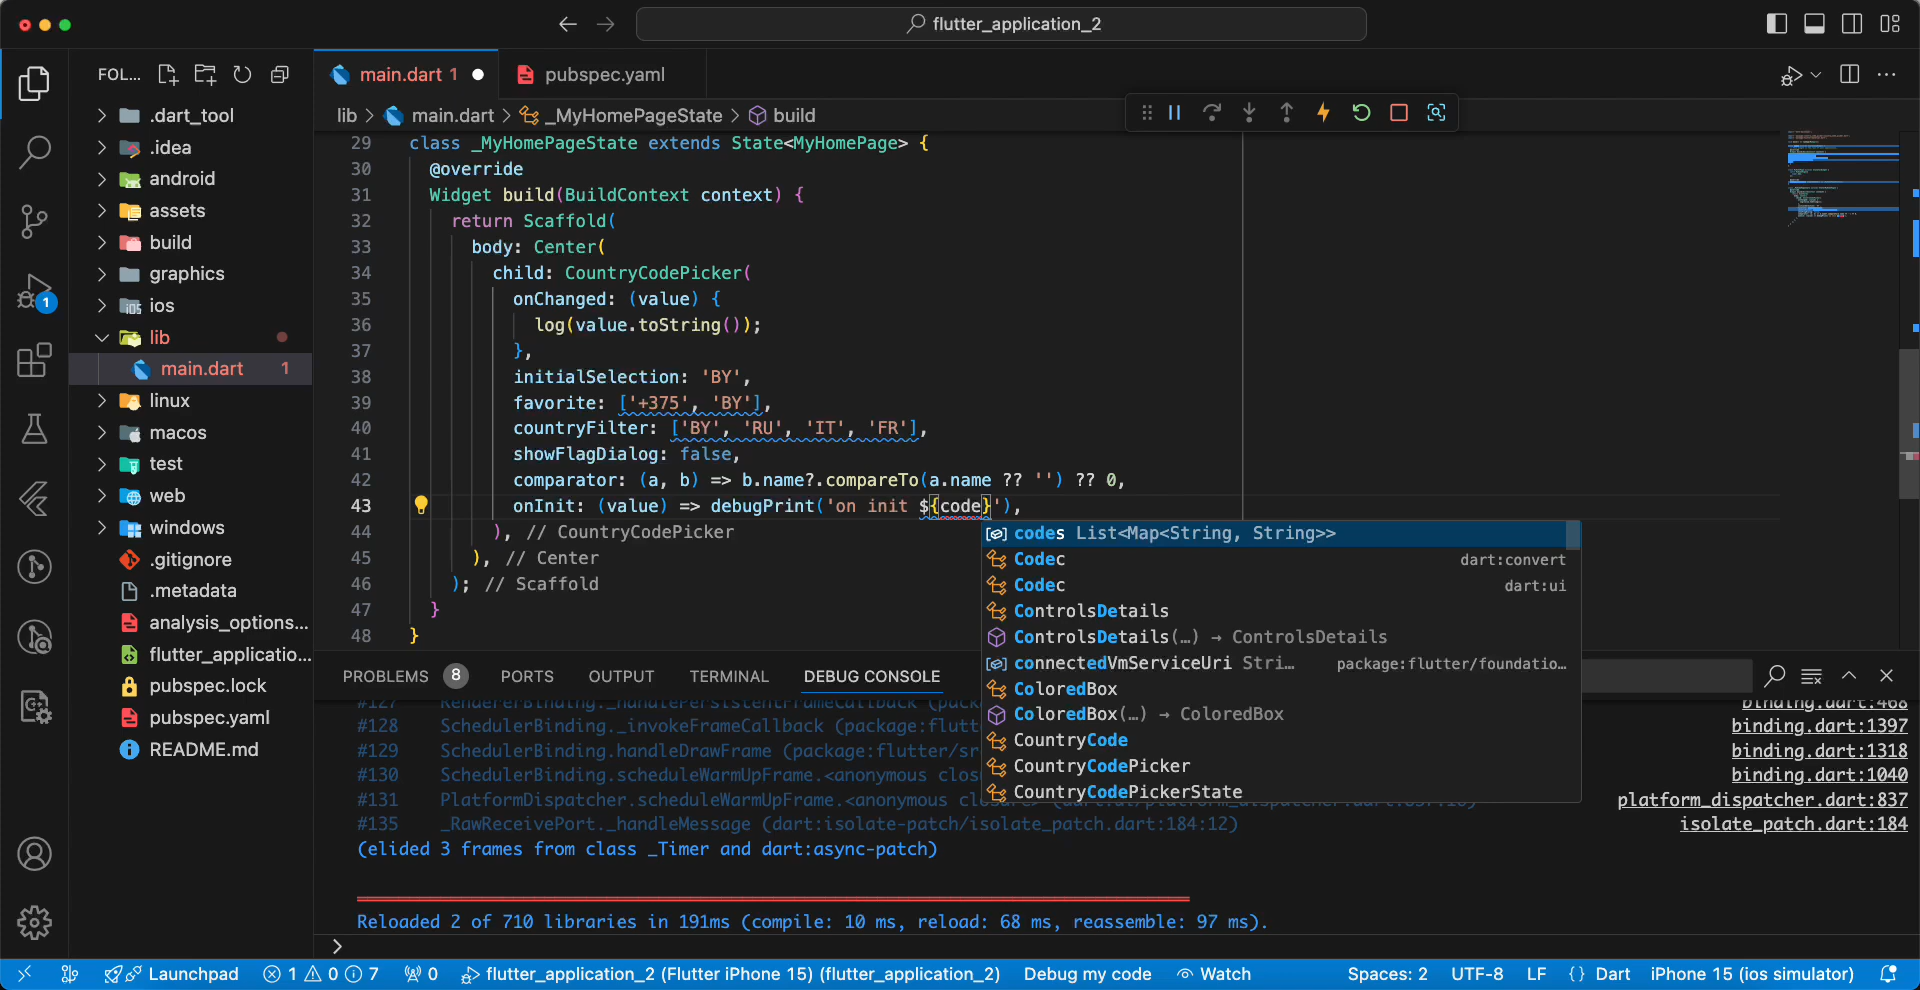 flutter_application_2
FOL...
main.dart 1
pubspec.yaml
lib
main.dart
_MyHomePageState
build
.dart_tool
.idea
android
assets
build
graphics
ios
lib
main.dart 1
linux
macos
test
web
windows
.gitignore
.metadata
analysis_options...
flutter_applicatio...
pubspec.lock
pubspec.yaml
README.md
1
29 class _MyHomePageState extends State<MyHomePage> {
30 @override
31 Widget build(BuildContext context) {
32 return Scaffold(
33 body: Center(
34 child: CountryCodePicker(
35 onChanged: (value) {
36 log(value.toString());
37 },
38 initialSelection: 'BY',
39 favorite: ['+375', 'BY'],
40 countryFilter: ['BY', 'RU', 'IT', 'FR'],
41 showFlagDialog: false,
42 comparator: (a, b) => b.name?.compareTo(a.name ?? '') ?? 0,
43 onInit: (value) => debugPrint('on init ${code}'),
44 ), // CountryCodePicker
45 ), // Center
46 ); // Scaffold
47 }
48 }
codes List<Map<String, String>>
Codec dart:convert
Codec dart:ui
ControlsDetails
ControlsDetails(…) → ControlsDetails
connectedVmServiceUri Stri… package:flutter/foundatio…
ColoredBox
ColoredBox(…) → ColoredBox
CountryCode
CountryCodePicker
CountryCodePickerState
PROBLEMS 8 PORTS OUTPUT TERMINAL DEBUG CONSOLE
#127 RendererBinding._handlePersistentFrameCallback (pack binding.dart:468
#128 SchedulerBinding._invokeFrameCallback (package:flutt binding.dart:1397
#129 SchedulerBinding.handleDrawFrame (package:flutter/sr binding.dart:1318
#130 SchedulerBinding.scheduleWarmUpFrame.<anonymous clos binding.dart:1040
#131 PlatformDispatcher.scheduleWarmUpFrame.<anonymous platform_dispatcher.dart:837
#135 _RawReceivePort._handleMessage (dart:isolate-patch/isolate_patch.dart:184:12) isolate_patch.dart:184
(elided 3 frames from class _Timer and dart:async-patch)
Reloaded 2 of 710 libraries in 191ms (compile: 10 ms, reload: 68 ms, reassemble: 97 ms).
Launchpad 1 0 7 0 flutter_application_2 (Flutter iPhone 15) (flutter_application_2) Debug my code Watch Spaces: 2 UTF-8 LF {} Dart iPhone 15 (ios simulator)